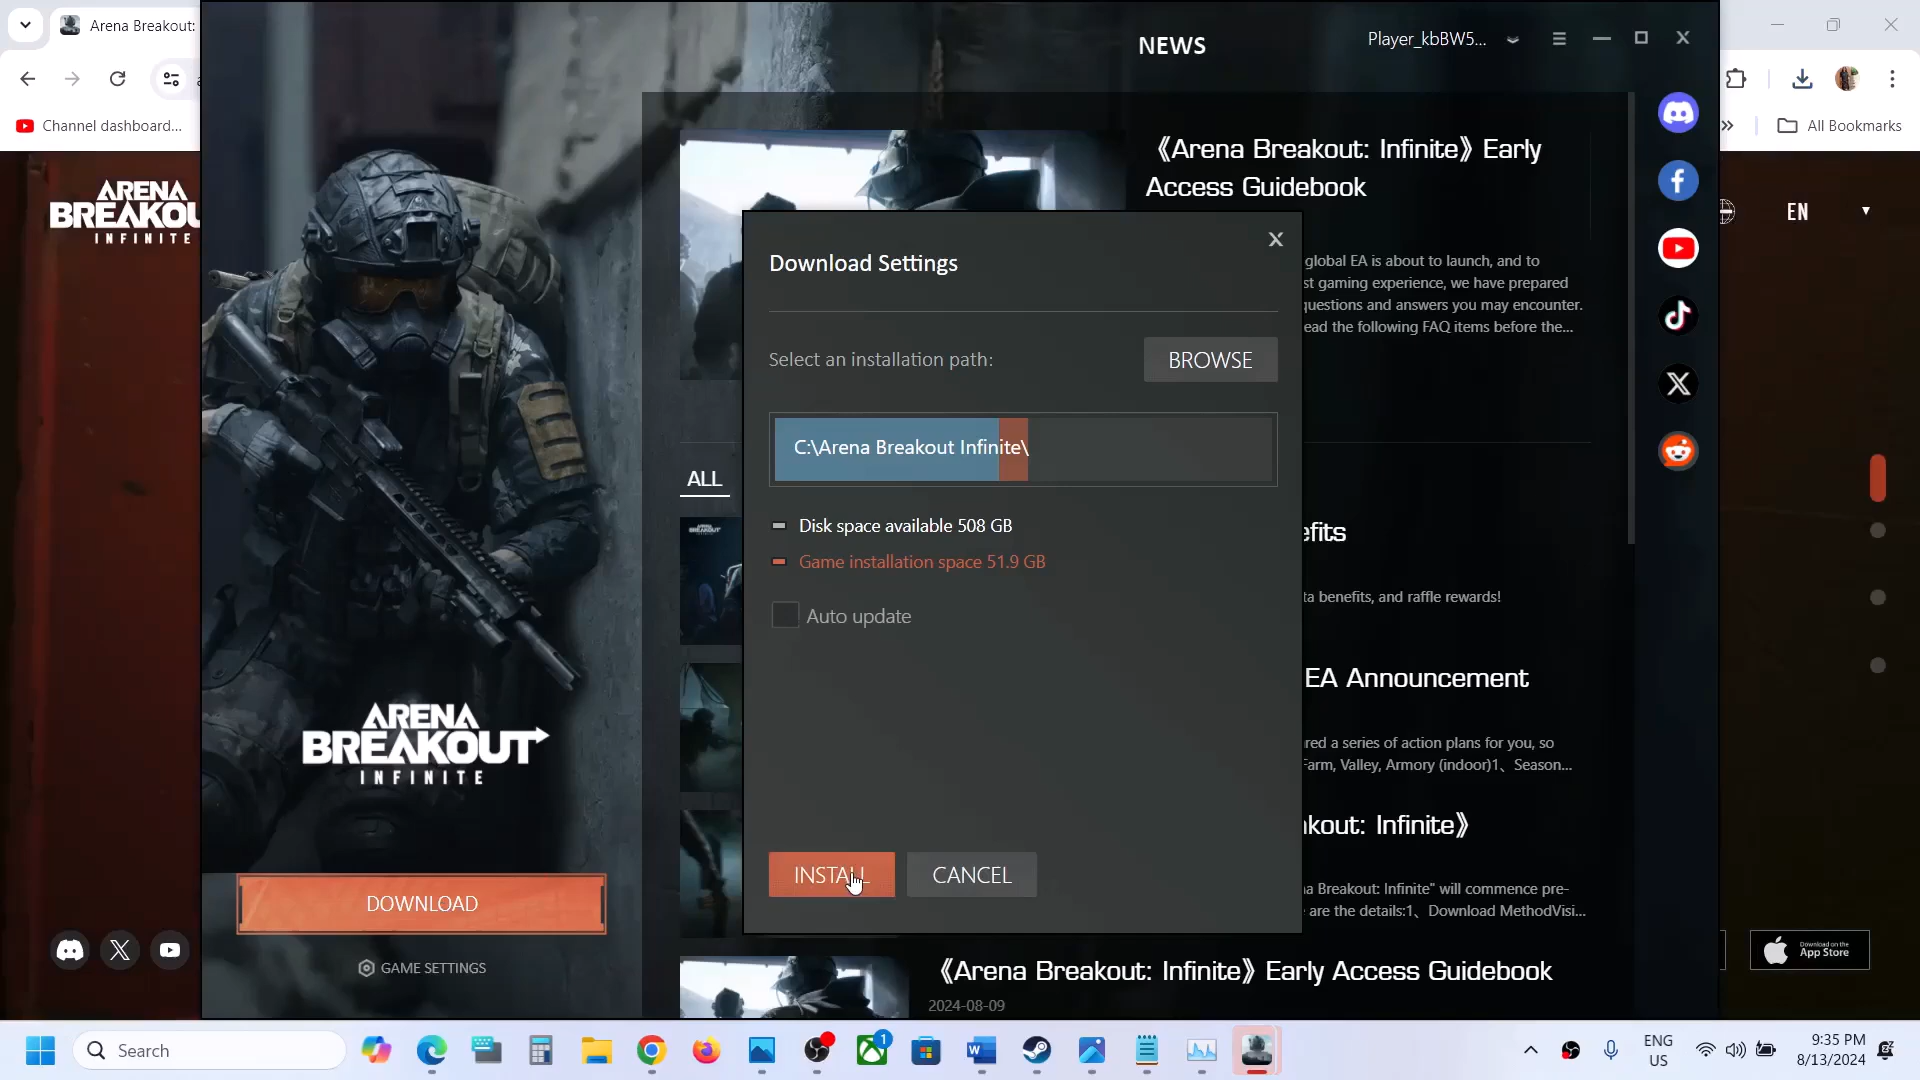 Arena Breakout:
Channel dashboard...
All Bookmarks
ARENA
BREAKOU
INFINITE
EN
NEWS
Player_kbBW5...
《Arena Breakout: Infinite》 Early
Access Guidebook
global EA is about to launch, and to
st gaming experience, we have prepared
questions and answers you may encounter.
ead the following FAQ items before the...
Download Settings
Select an installation path:
BROWSE
C:\Arena Breakout Infinite\
Disk space available 508 GB
Game installation space 51.9 GB
Auto update
INSTALL
CANCEL
ALL
efits
ta benefits, and raffle rewards!
EA Announcement
red a series of action plans for you, so
Farm, Valley, Armory (indoor)1、Season...
kout: Infinite》
a Breakout: Infinite" will commence pre-
are the details:1、Download MethodVisi...
《Arena Breakout: Infinite》 Early Access Guidebook
2024-08-09
ARENA
BREAKOUT
INFINITE
DOWNLOAD
GAME SETTINGS
Download on the
App Store
Search
1
ENG
US
9:35 PM
8/13/2024